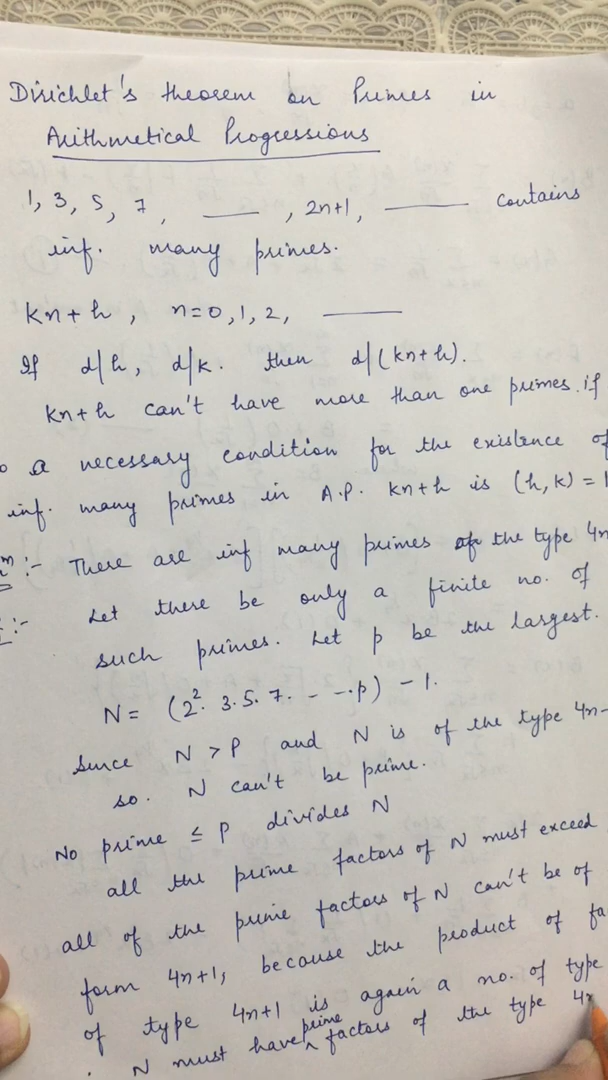 Dirichlet's theorem on Primes in
Arithmetical Progressions
1, 3, 5, 7, —— , 2n+1, —— contains
inf. many primes.
kn + h, n=0, 1, 2, ——
If d/h, d/k. then d/(kn+h).
kn+h can't have more than one primes. if
a necessary condition for the existence of
inf. many primes in A.P. kn+h is (h, k) = 1
m :- There are inf many primes of the type 4n
:- Let there be only a finite no. of
such primes. Let p be the largest.
N = (2². 3. 5. 7. - - -. p) - 1.
Since N > P and N is of the type 4n-
so. N can't be prime.
No prime ≤ P divides N
all the prime factors of N must exceed
all of the prime factors of N can't be of
form 4n+1, because the product of fa
of type 4n+1 is again a no. of type
. N must have prime factors of the type 4n